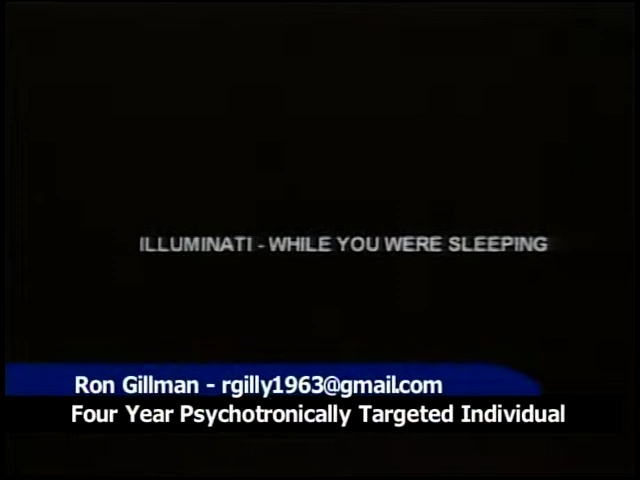 ILLUMINATI - WHILE YOU WERE SLEEPING
Ron Gillman - rgilly1963@gmail.com
Four Year Psychotronically Targeted Individual